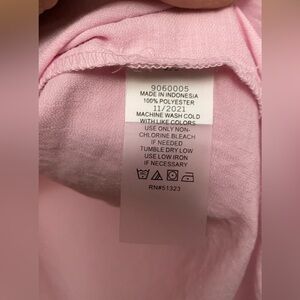 9060005
MADE IN INDONESIA
100% POLYESTER
11/2021
MACHINE WASH COLD
WITH LIKE COLORS
USE ONLY NON-
CHLORINE BLEACH
IF NEEDED
TUMBLE DRY LOW
USE LOW IRON
IF NECESSARY
RN#51323